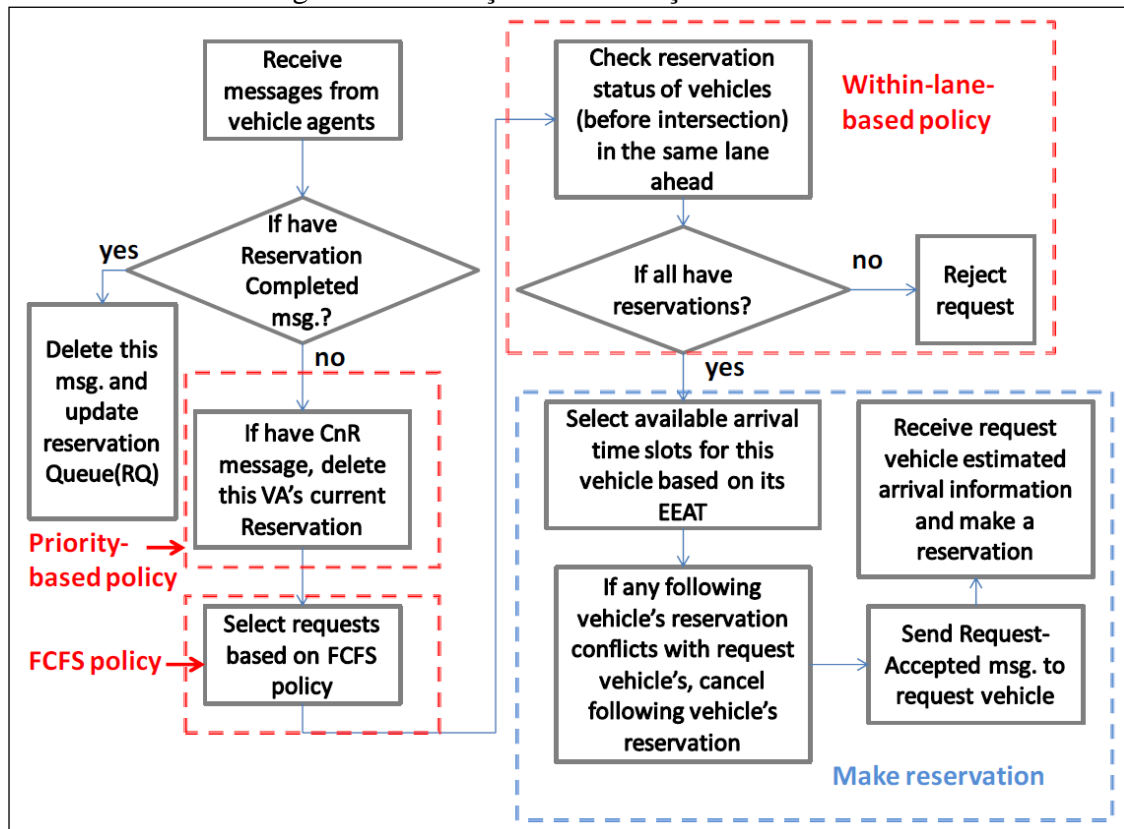 Receive
messages from
vehicle agents
If have
Reservation
Completed
msg.?
yes
no
Delete this
msg. and
update
reservation
Queue(RQ)
If have CnR
message, delete
this VA's current
Reservation
Priority-
based policy
Select requests
based on FCFS
policy
FCFS policy
Check reservation
status of vehicles
(before intersection)
in the same lane
ahead
Within-lane-
based policy
If all have
reservations?
no
Reject
request
yes
Select available arrival
time slots for this
vehicle based on its
EEAT
If any following
vehicle's reservation
conflicts with request
vehicle's, cancel
following vehicle's
reservation
Send Request-
Accepted msg. to
request vehicle
Receive request
vehicle estimated
arrival information
and make a
reservation
Make reservation